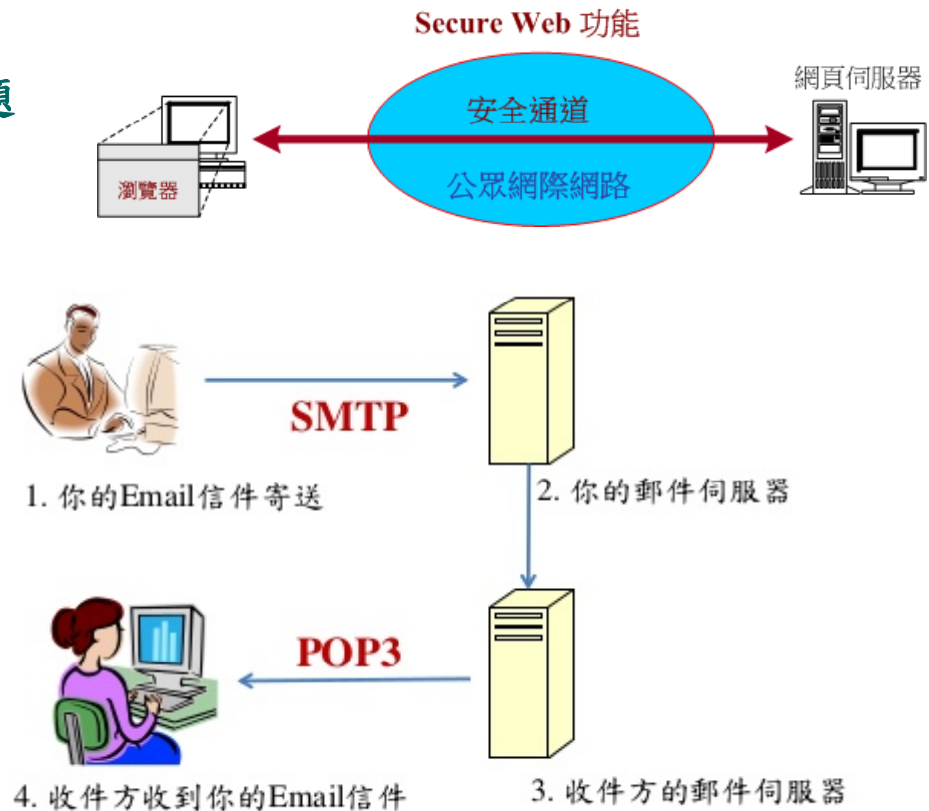 Secure Web 功能
題
網頁伺服器
安全通道
瀏覽器
公眾網際網路
SMTP
1. 你的Email信件寄送
2. 你的郵件伺服器
POP3
4. 收件方收到你的Email信件
3. 收件方的郵件伺服器